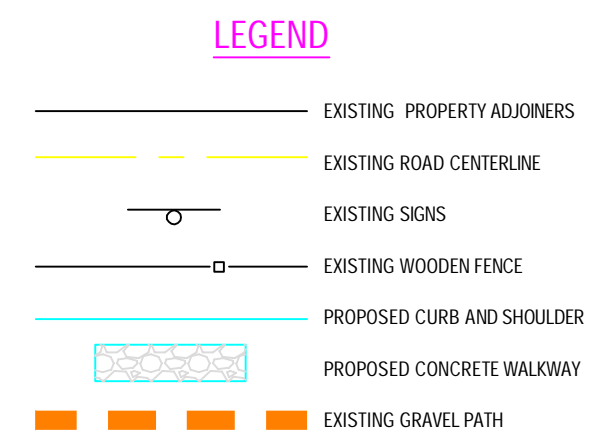 LEGEND
EXISTING PROPERTY ADJOINERS
EXISTING ROAD CENTERLINE
EXISTING SIGNS
EXISTING WOODEN FENCE
PROPOSED CURB AND SHOULDER
PROPOSED CONCRETE WALKWAY
EXISTING GRAVEL PATH